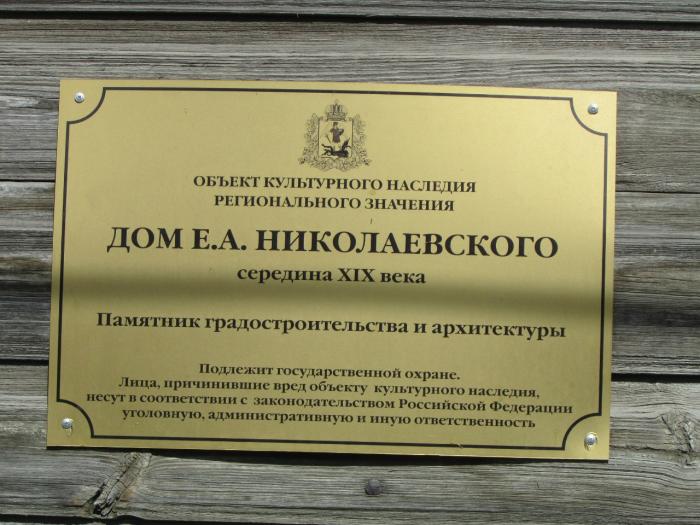 ОБЪЕКТ КУЛЬТУРНОГО НАСЛЕДИЯ
РЕГИОНАЛЬНОГО ЗНАЧЕНИЯ
ДОМ Е.А. НИКОЛАЕВСКОГО
середина XIX века
Памятник градостроительства и архитектуры
Подлежит государственной охране.
Лица, причинившие вред объекту культурного наследия,
несут в соответствии с законодательством Российской Федерации
уголовную, административную и иную ответственность